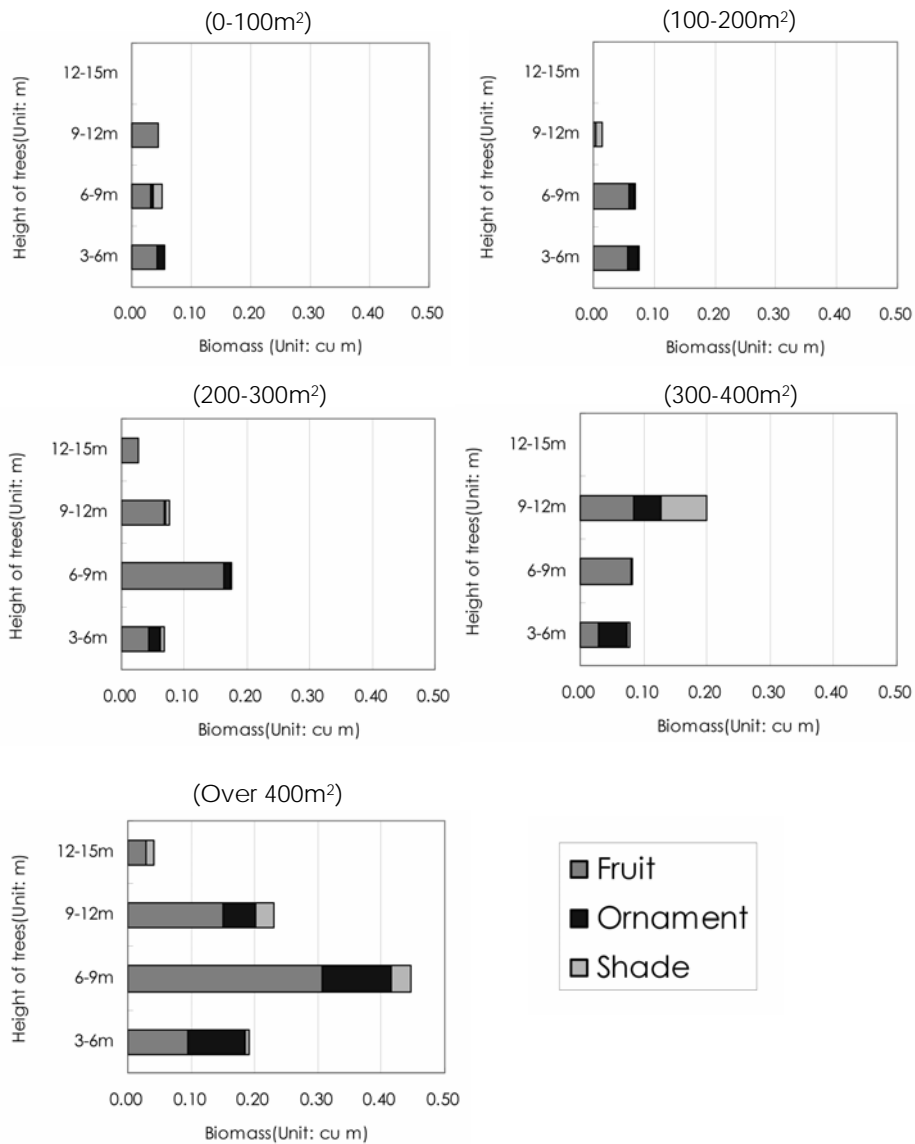 (0-100m²)
Height of trees(Unit: m)
12-15m
9-12m
6-9m
3-6m
0.00 0.10 0.20 0.30 0.40 0.50
Biomass (Unit: cu m)
(100-200m²)
Height of trees(Unit: m)
12-15m
9-12m
6-9m
3-6m
0.00 0.10 0.20 0.30 0.40 0.50
Biomass(Unit: cu m)
(200-300m²)
Height of trees(Unit: m)
12-15m
9-12m
6-9m
3-6m
0.00 0.10 0.20 0.30 0.40 0.50
Biomass(Unit: cu m)
(300-400m²)
Height of trees(Unit: m)
12-15m
9-12m
6-9m
3-6m
0.00 0.10 0.20 0.30 0.40 0.50
Biomass(Unit: cu m)
(Over 400m²)
Height of trees(Unit: m)
12-15m
9-12m
6-9m
3-6m
0.00 0.10 0.20 0.30 0.40 0.50
Biomass(Unit: cu m)
Fruit
Ornament
Shade